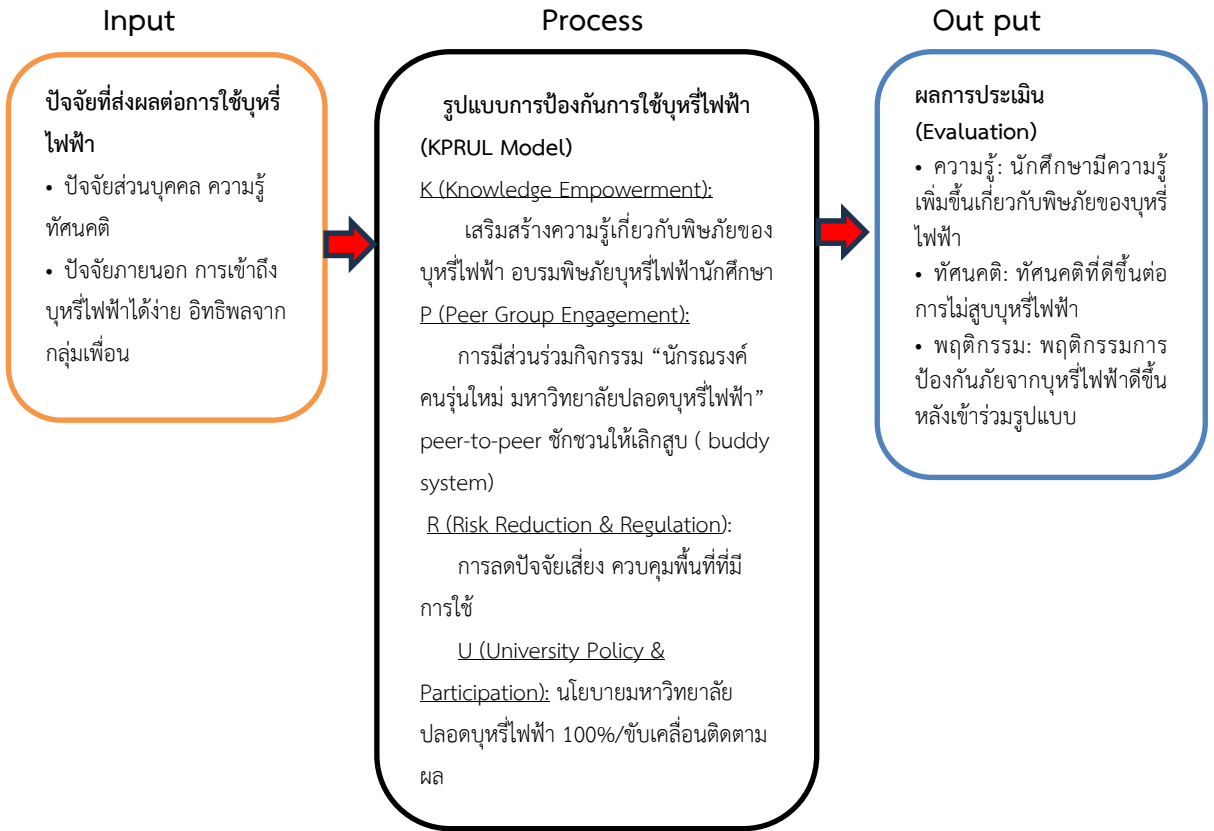 Input
ปัจจัยที่ส่งผลต่อการใช้บุหรี่
ไฟฟ้า
• ปัจจัยส่วนบุคคล ความรู้
ทัศนคติ
• ปัจจัยภายนอก การเข้าถึง
บุหรี่ไฟฟ้าได้ง่าย อิทธิพลจาก
กลุ่มเพื่อน
Process
รูปแบบการป้องกันการใช้บุหรี่ไฟฟ้า
(KPRUL Model)
K (Knowledge Empowerment):
เสริมสร้างความรู้เกี่ยวกับพิษภัยของ
บุหรี่ไฟฟ้า อบรมพิษภัยบุหรี่ไฟฟ้านักศึกษา
P (Peer Group Engagement):
การมีส่วนร่วมกิจกรรม “นักรณรงค์
คนรุ่นใหม่ มหาวิทยาลัยปลอดบุหรี่ไฟฟ้า”
peer-to-peer ชักชวนให้เลิกสูบ ( buddy
system)
R (Risk Reduction & Regulation):
การลดปัจจัยเสี่ยง ควบคุมพื้นที่ที่มี
การใช้
U (University Policy &
Participation): นโยบายมหาวิทยาลัย
ปลอดบุหรี่ไฟฟ้า 100%/ขับเคลื่อนติดตาม
ผล
Out put
ผลการประเมิน
(Evaluation)
• ความรู้: นักศึกษามีความรู้
เพิ่มขึ้นเกี่ยวกับพิษภัยของบุหรี่
ไฟฟ้า
• ทัศนคติ: ทัศนคติที่ดีขึ้นต่อ
การไม่สูบบุหรี่ไฟฟ้า
• พฤติกรรม: พฤติกรรมการ
ป้องกันภัยจากบุหรี่ไฟฟ้าดีขึ้น
หลังเข้าร่วมรูปแบบ